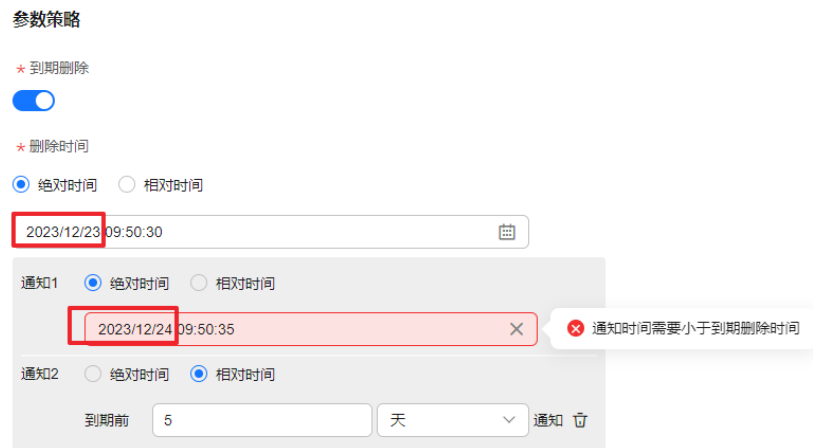 参数策略
* 到期删除
* 删除时间
绝对时间 相对时间
2023/12/23 09:50:30
通知1 绝对时间 相对时间
2023/12/24 09:50:35
通知时间需要小于到期删除时间
通知2 绝对时间 相对时间
到期前 5 天 通知